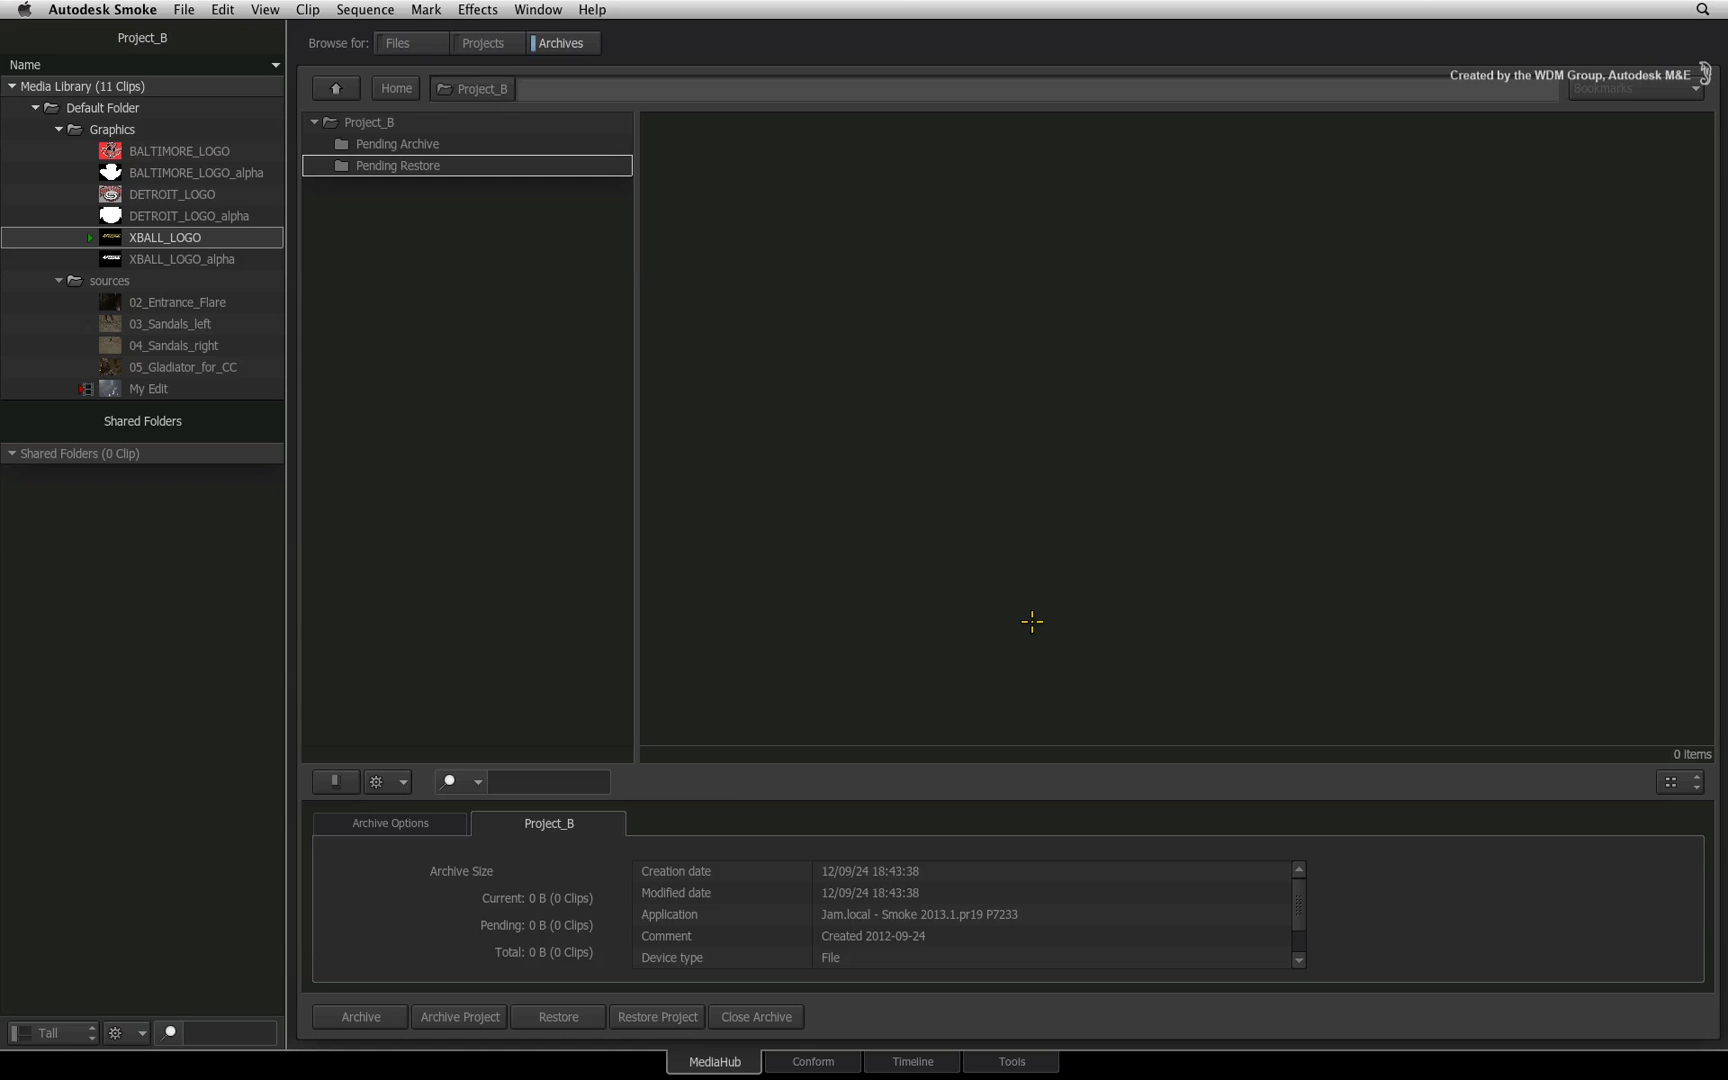 Autodesk Smoke File Edit View Clip Sequence Mark Effects Window Help
Project_B
Browse for: Files Projects Archives
Name
Created by the WDM Group, Autodesk M&E
Media Library (11 Clips)
Home Project_B Bookmarks
Default Folder
Graphics
BALTIMORE_LOGO
BALTIMORE_LOGO_alpha
DETROIT_LOGO
DETROIT_LOGO_alpha
XBALL_LOGO
XBALL_LOGO_alpha
sources
02_Entrance_Flare
03_Sandals_left
04_Sandals_right
05_Gladiator_for_CC
My Edit
Shared Folders
Shared Folders (0 Clip)
Tall
Project_B
Pending Archive
Pending Restore
0 Items
Archive Options Project_B
Archive Size
Current: 0 B (0 Clips)
Pending: 0 B (0 Clips)
Total: 0 B (0 Clips)
Creation date 12/09/24 18:43:38
Modified date 12/09/24 18:43:38
Application Jam.local - Smoke 2013.1.pr19 P7233
Comment Created 2012-09-24
Device type File
Archive Archive Project Restore Restore Project Close Archive
MediaHub Conform Timeline Tools